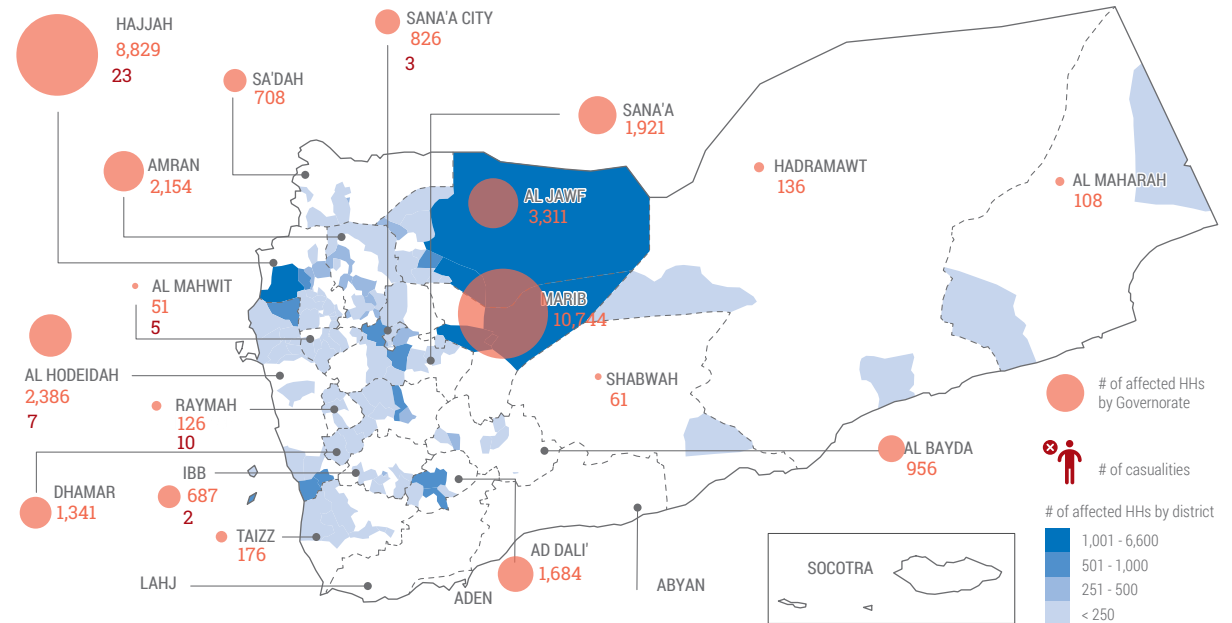 HAJJAH
8,829
23
SANA'A CITY
826
3
SA'DAH
708
SANA'A
1,921
AMRAN
2,154
HADRAMAWT
136
AL MAHARAH
108
AL JAWF
3,311
AL MAHWIT
51
5
MARIB
10,744
AL HODEIDAH
2,386
7
RAYMAH
126
10
SHABWAH
61
# of affected HHs
by Governorate
AL BAYDA
956
# of casualities
IBB
687
2
DHAMAR
1,341
TAIZZ
176
AD DALI'
1,684
LAHJ
ADEN
ABYAN
SOCOTRA
# of affected HHs by district
1,001 - 6,600
501 - 1,000
251 - 500
< 250